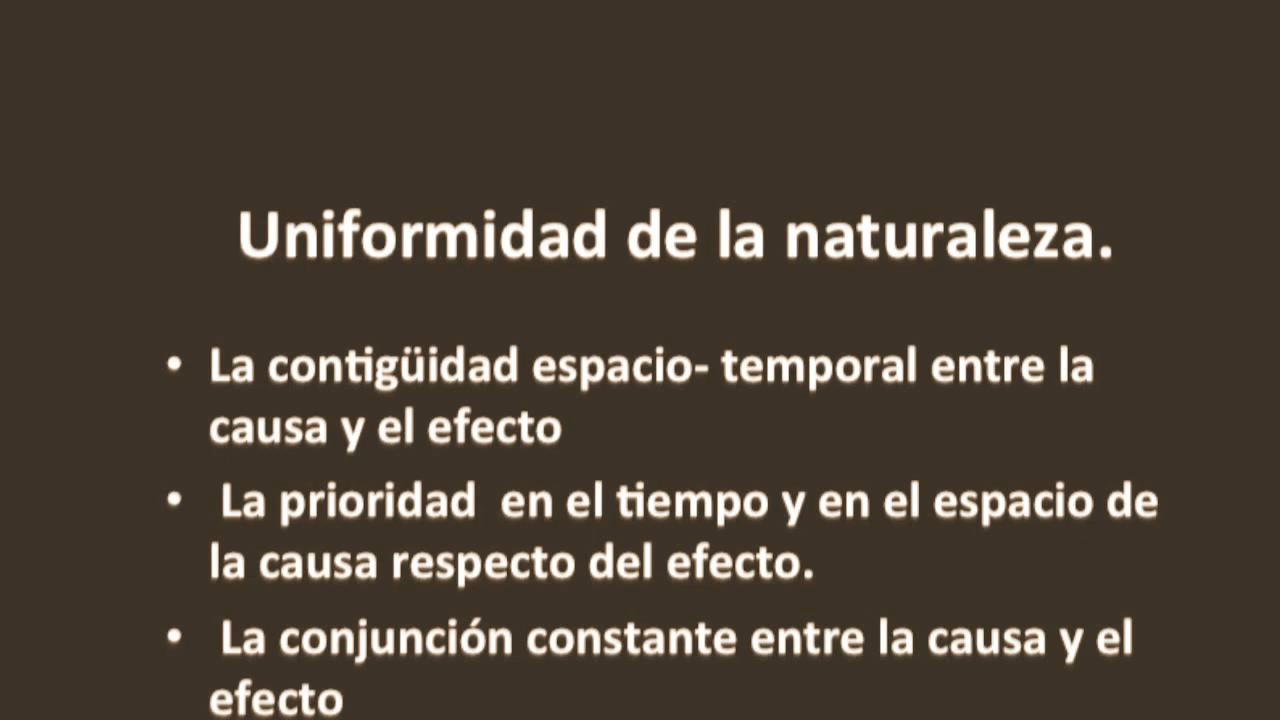 Uniformidad de la naturaleza.
• La contigüidad espacio- temporal entre la
causa y el efecto
• La prioridad en el tiempo y en el espacio de
la causa respecto del efecto.
• La conjunción constante entre la causa y el
efecto